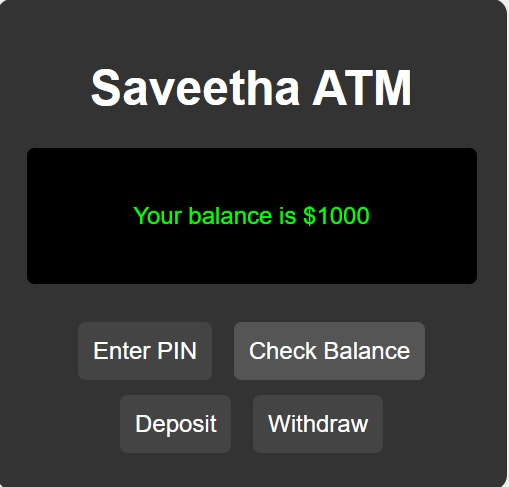 Saveetha ATM
Your balance is $1000
Enter PIN Check Balance
Deposit Withdraw